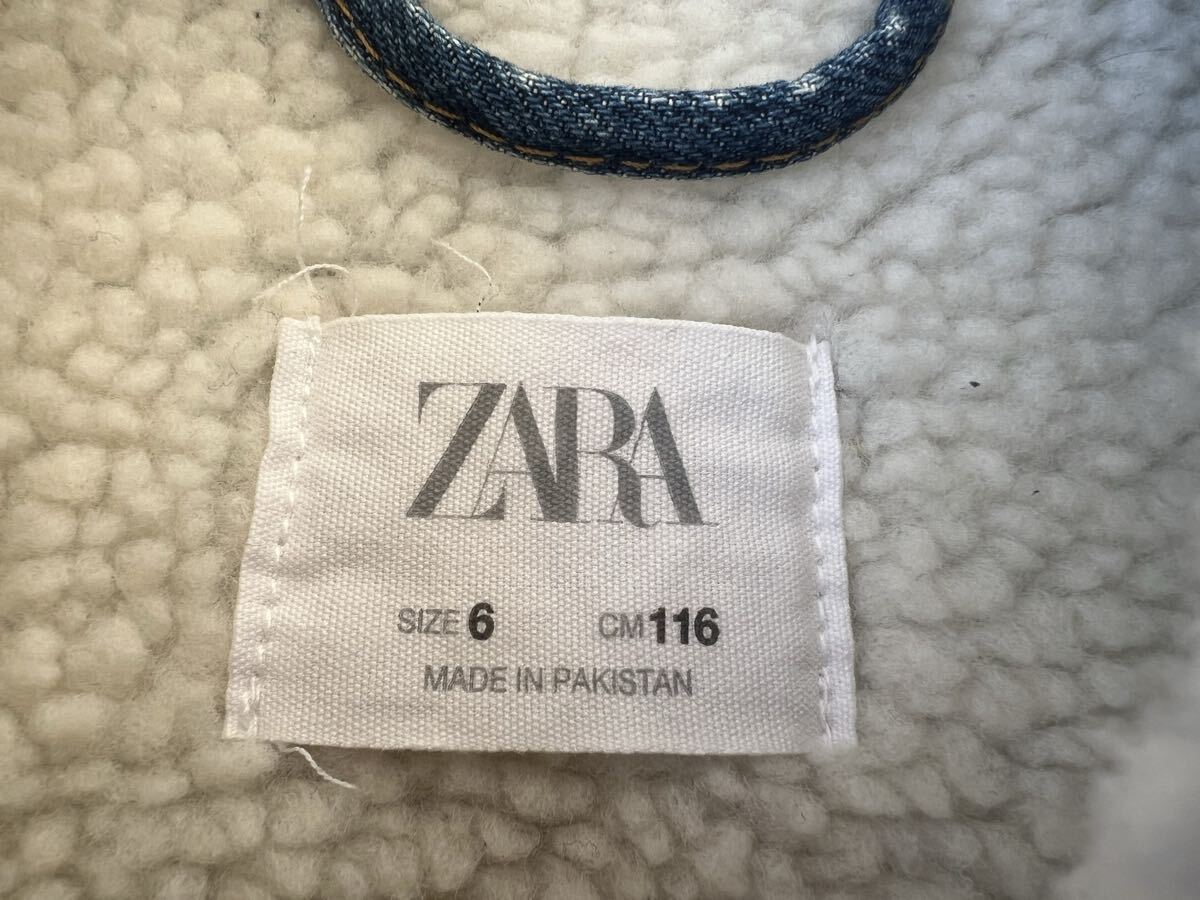 ZARA
SIZE 6 CM 116
MADE IN PAKISTAN